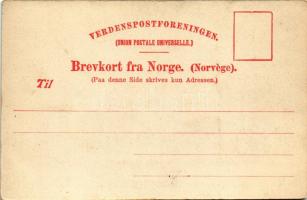 VERDENSPOSTFORENINGEN.
(UNION POSTALE UNIVERSELLE.)
Brevkort fra Norge. (Norvège).
(Paa denne Side skrives kun Adressen.)
Til